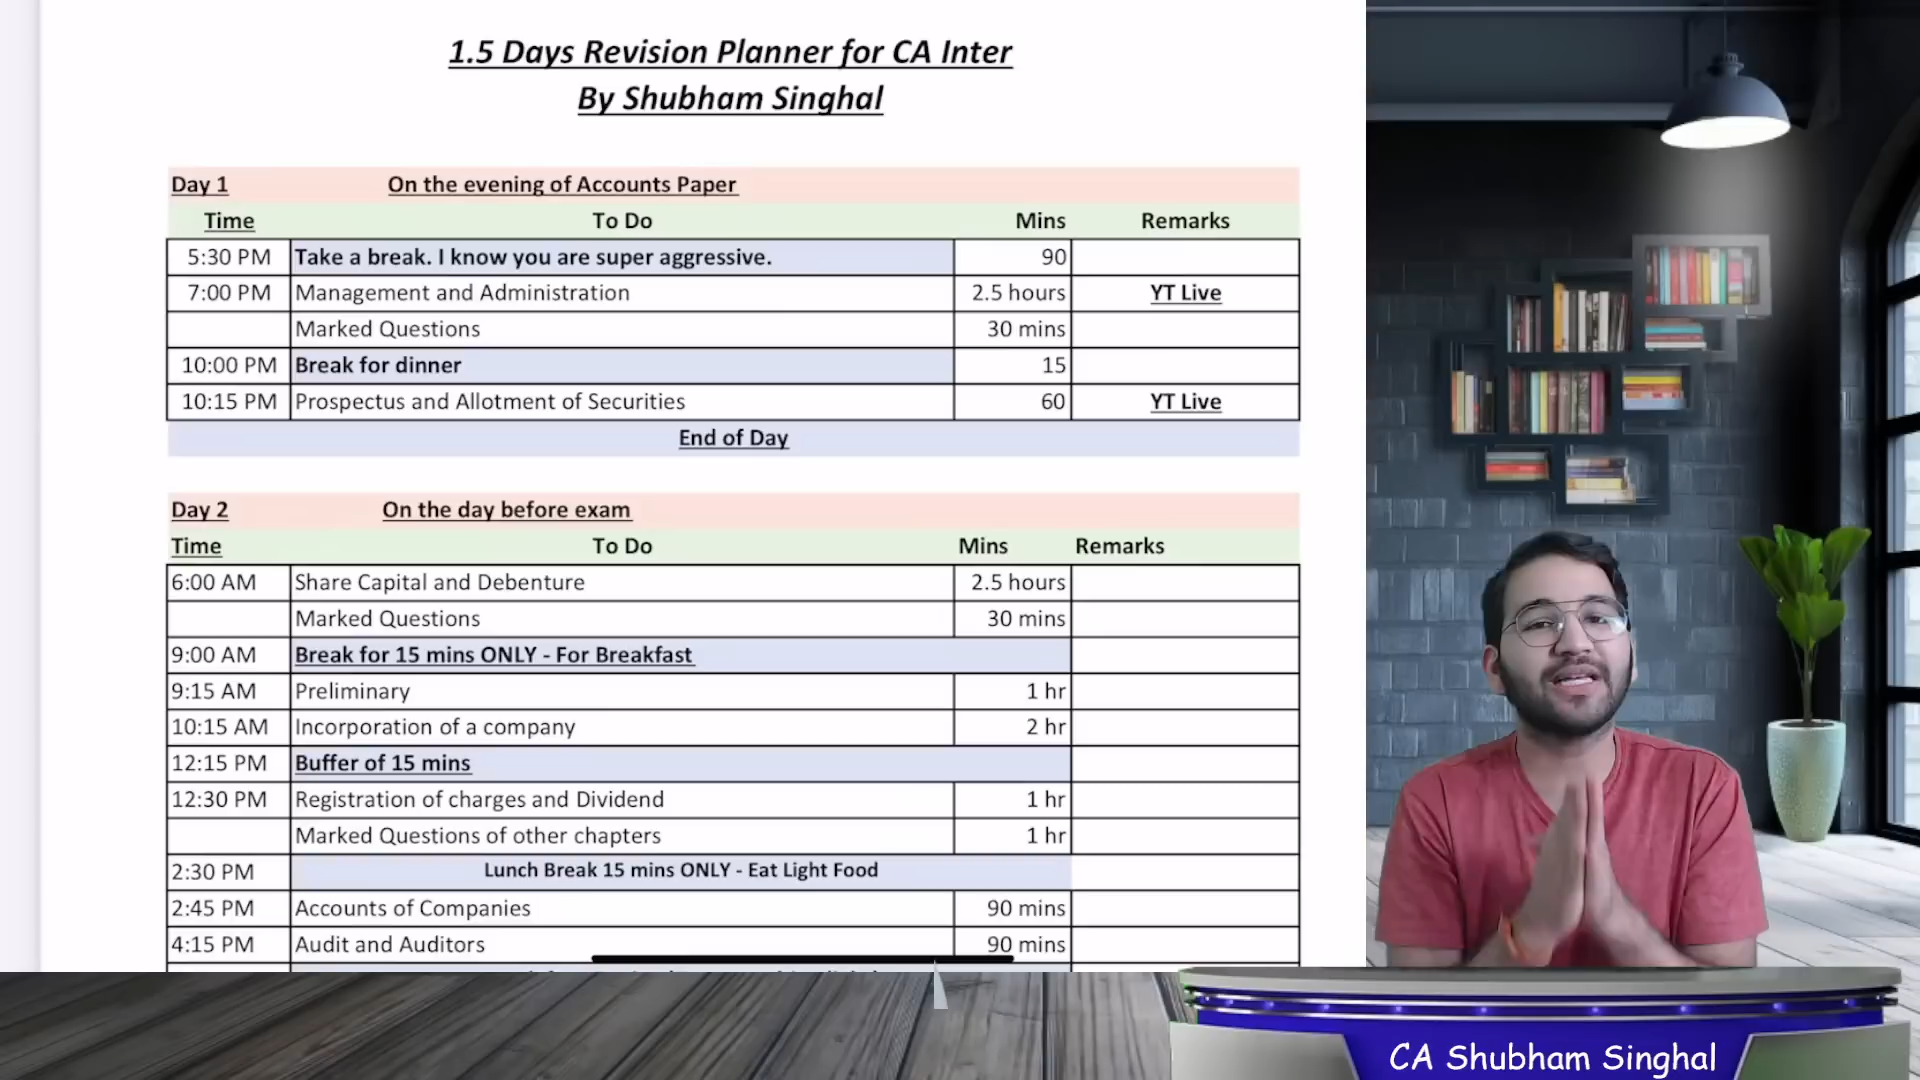 1.5 Days Revision Planner for CA Inter
By Shubham Singhal
Day 1 On the evening of Accounts Paper
Time To Do Mins Remarks
5:30 PM Take a break. I know you are super aggressive. 90
7:00 PM Management and Administration 2.5 hours YT Live
Marked Questions 30 mins
10:00 PM Break for dinner 15
10:15 PM Prospectus and Allotment of Securities 60 YT Live
End of Day
Day 2 On the day before exam
Time To Do Mins Remarks
6:00 AM Share Capital and Debenture 2.5 hours
Marked Questions 30 mins
9:00 AM Break for 15 mins ONLY - For Breakfast
9:15 AM Preliminary 1 hr
10:15 AM Incorporation of a company 2 hr
12:15 PM Buffer of 15 mins
12:30 PM Registration of charges and Dividend 1 hr
Marked Questions of other chapters 1 hr
2:30 PM Lunch Break 15 mins ONLY - Eat Light Food
2:45 PM Accounts of Companies 90 mins
4:15 PM Audit and Auditors 90 mins
CA Shubham Singhal